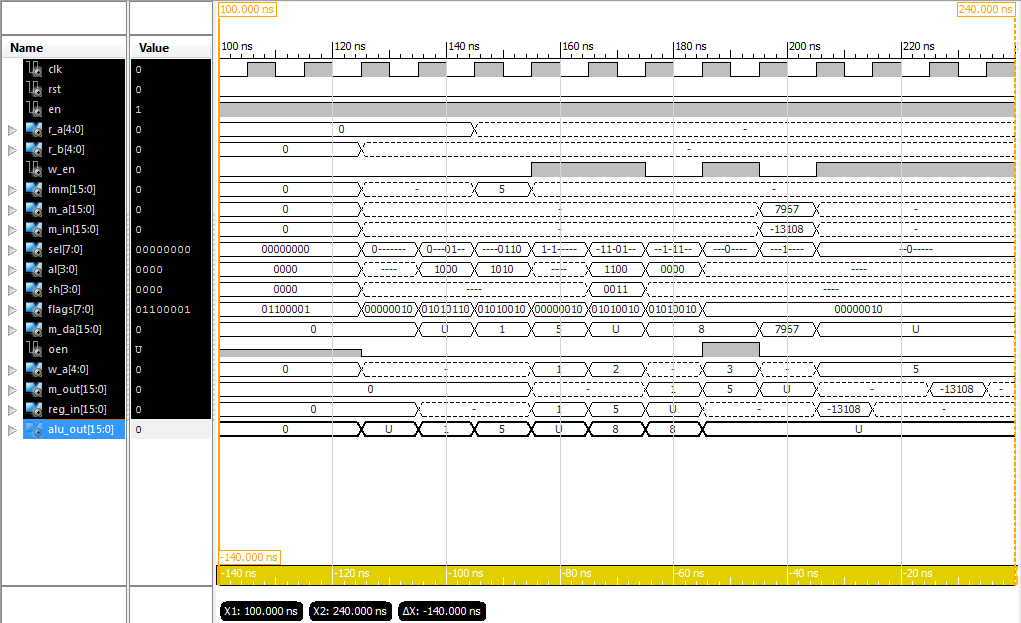 100.000 ns 240.000 ns
Name Value 100 ns 120 ns 140 ns 160 ns 180 ns 200 ns 220 ns
clk 0
rst 0
en 1
r_a[4:0] 0 0 -
r_b[4:0] 0 0 -
w_en 0
imm[15:0] 0 0 - 5 -
m_a[15:0] 0 0 - 7967 -
m_in[15:0] 0 0 - -13108 -
sel[7:0] 00000000 00000000 0------- 0---01-- ----0110 1-1----- -11-01-- --1-11-- ---0---- ---1---- --0-----
al[3:0] 0000 0000 ---- 1000 1010 ---- 1100 0000 ----
sh[3:0] 0000 0000 ---- 0011 ----
flags[7:0] 01100001 01100001 00000010 01010110 01010010 00000010 01010010 01010010 00000010
m_da[15:0] 0 0 U 1 5 U 8 7967 U
oen U
w_a[4:0] 0 0 - 1 2 - 3 - 5
m_out[15:0] 0 0 - 1 5 U - -13108 -
reg_in[15:0] 0 0 - 1 5 U - -13108 -
alu_out[15:0] 0 0 U 1 5 U 8 8 U
-140.000 ns
-140 ns -120 ns -100 ns -80 ns -60 ns -40 ns -20 ns
X1: 100.000 ns X2: 240.000 ns ΔX: -140.000 ns